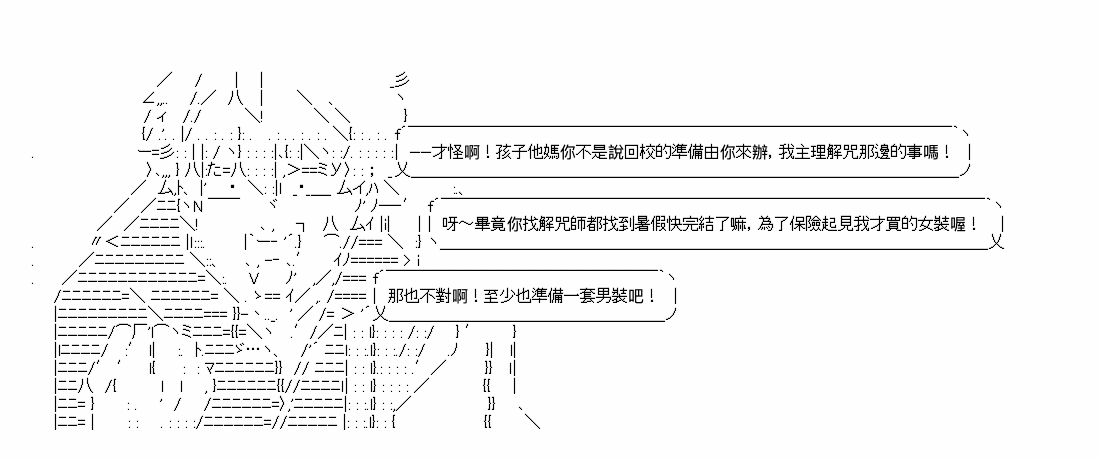 ——才怪啊！孩子他媽你不是說回校的準備由你來辦，我主理解咒那邊的事嗎！
呀～畢竟你找解咒師都找到暑假快完結了嘛，為了保險起見我才買的女裝喔！
那也不對啊！至少也準備一套男裝吧！